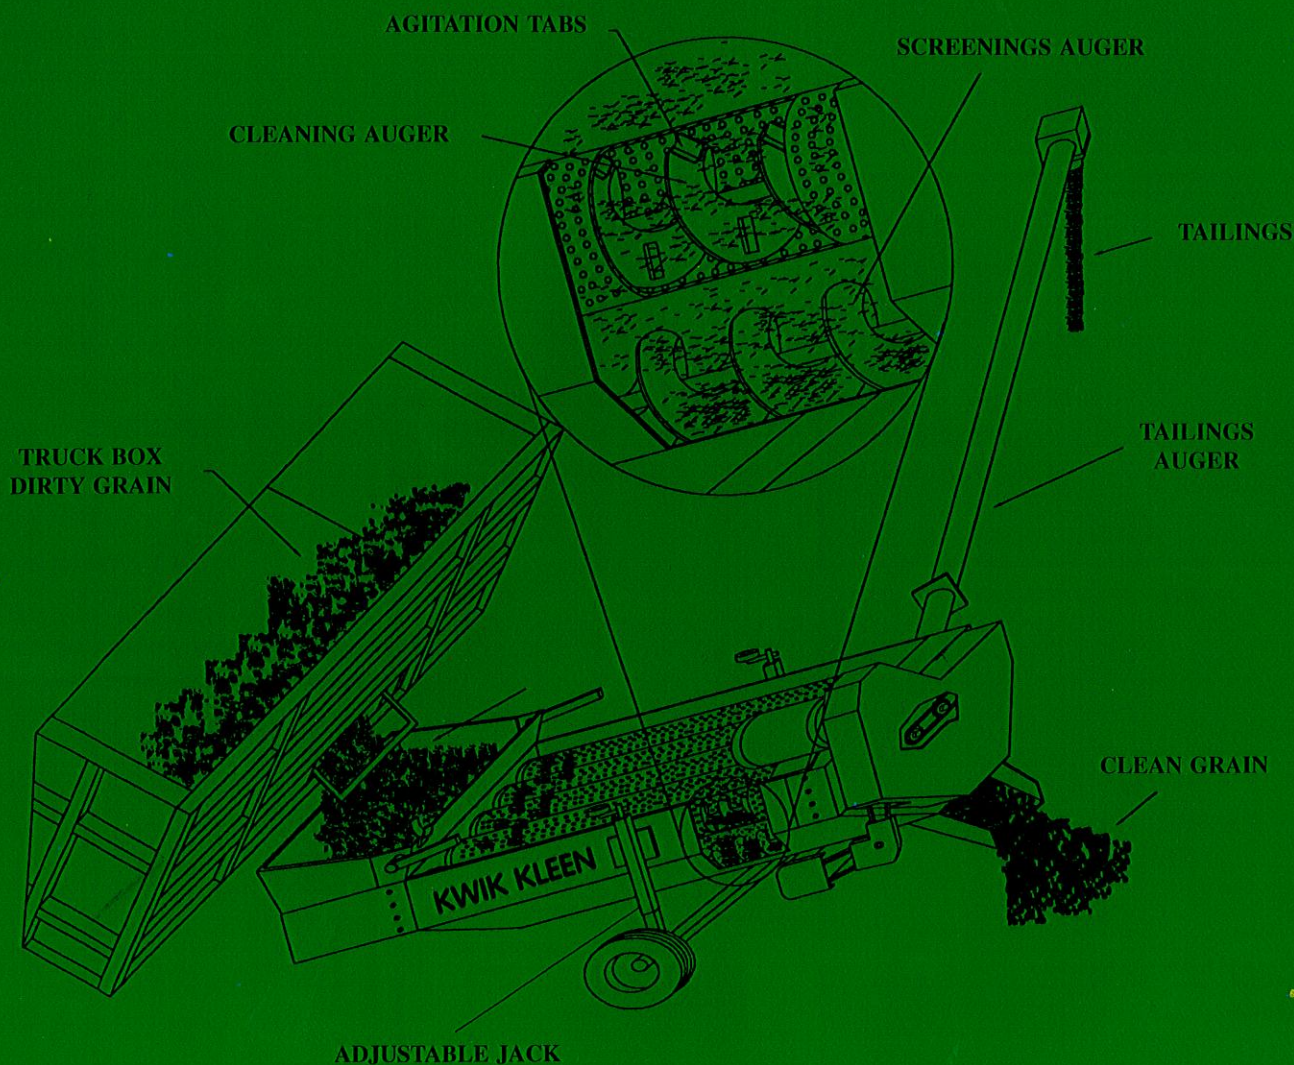 AGITATION TABS
SCREENINGS AUGER
CLEANING AUGER
TAILINGS
TAILINGS
AUGER
TRUCK BOX
DIRTY GRAIN
CLEAN GRAIN
KWIK KLEEN
ADJUSTABLE JACK